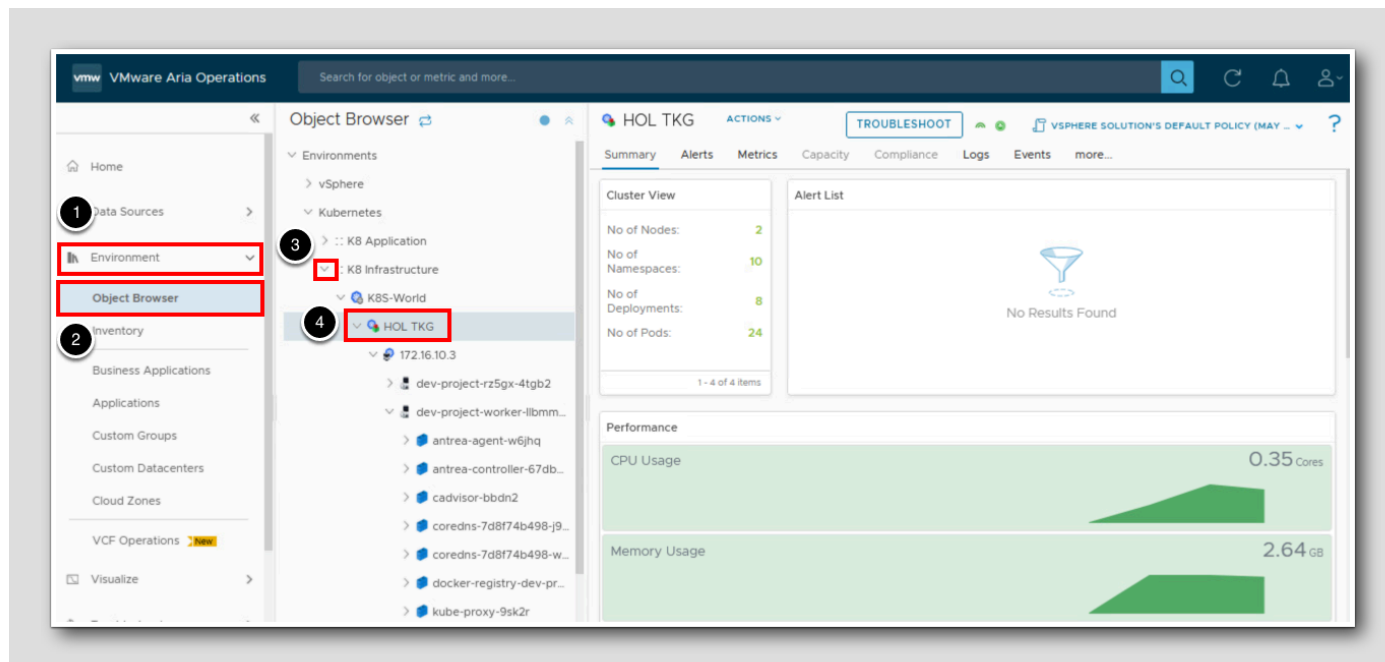 vmw VMware Aria Operations
Search for object or metric and more...
Home
1
Data Sources
Environment
Object Browser
2
Inventory
Business Applications
Applications
Custom Groups
Custom Datacenters
Cloud Zones
VCF Operations New
Visualize
Object Browser
Environments
vSphere
Kubernetes
:: K8 Application
3
: K8 Infrastructure
K8S-World
4
HOL TKG
172.16.10.3
dev-project-rz5gx-4tgb2
dev-project-worker-llbmm...
antrea-agent-w6jhq
antrea-controller-67db...
cadvisor-bbdn2
coredns-7d8f74b498-j9...
coredns-7d8f74b498-w...
docker-registry-dev-pr...
kube-proxy-9sk2r
HOL TKG ACTIONS TROUBLESHOOT VSPHERE SOLUTION'S DEFAULT POLICY (MAY ... ?
Summary Alerts Metrics Capacity Compliance Logs Events more...
Cluster View
No of Nodes: 2
No of
Namespaces: 10
No of
Deployments: 8
No of Pods: 24
1 - 4 of 4 items
Alert List
No Results Found
Performance
CPU Usage 0.35 Cores
Memory Usage 2.64 GB